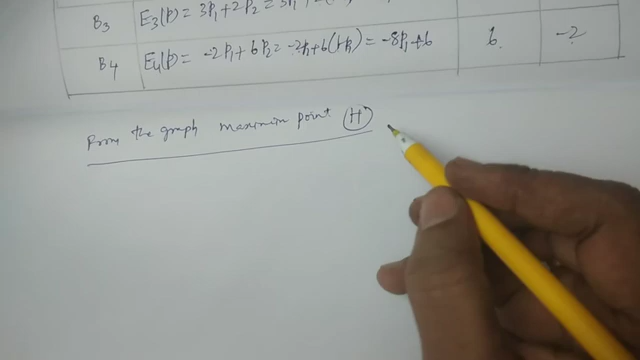 B3 E3(P) = 3P1 + 2P2 =
B4 E4(P) = -2P1 + 6P2 = -2P1 + 6(1-P1) = -8P1 + 6 6 -2
From the graph maximin point H